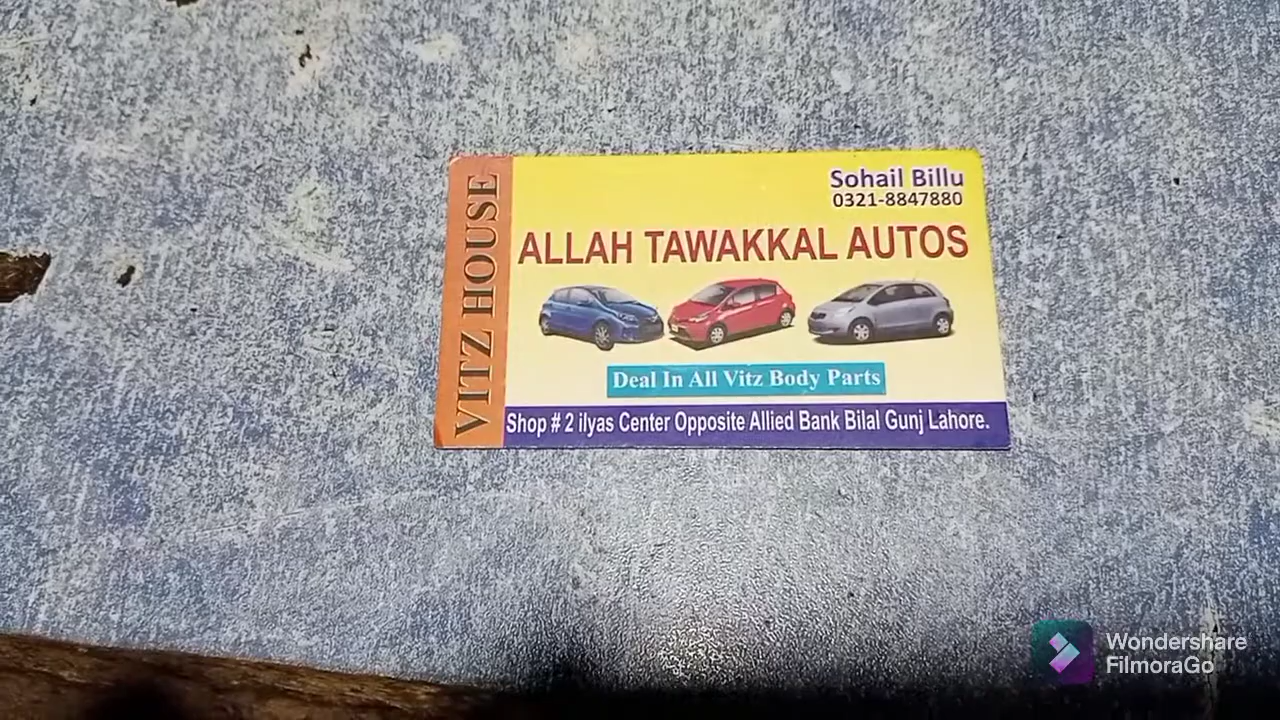 VITZ HOUSE
Sohail Billu
0321-8847880
ALLAH TAWAKKAL AUTOS
Deal In All Vitz Body Parts
Shop # 2 ilyas Center Opposite Allied Bank Bilal Gunj Lahore.
Wondershare
FilmoraGo